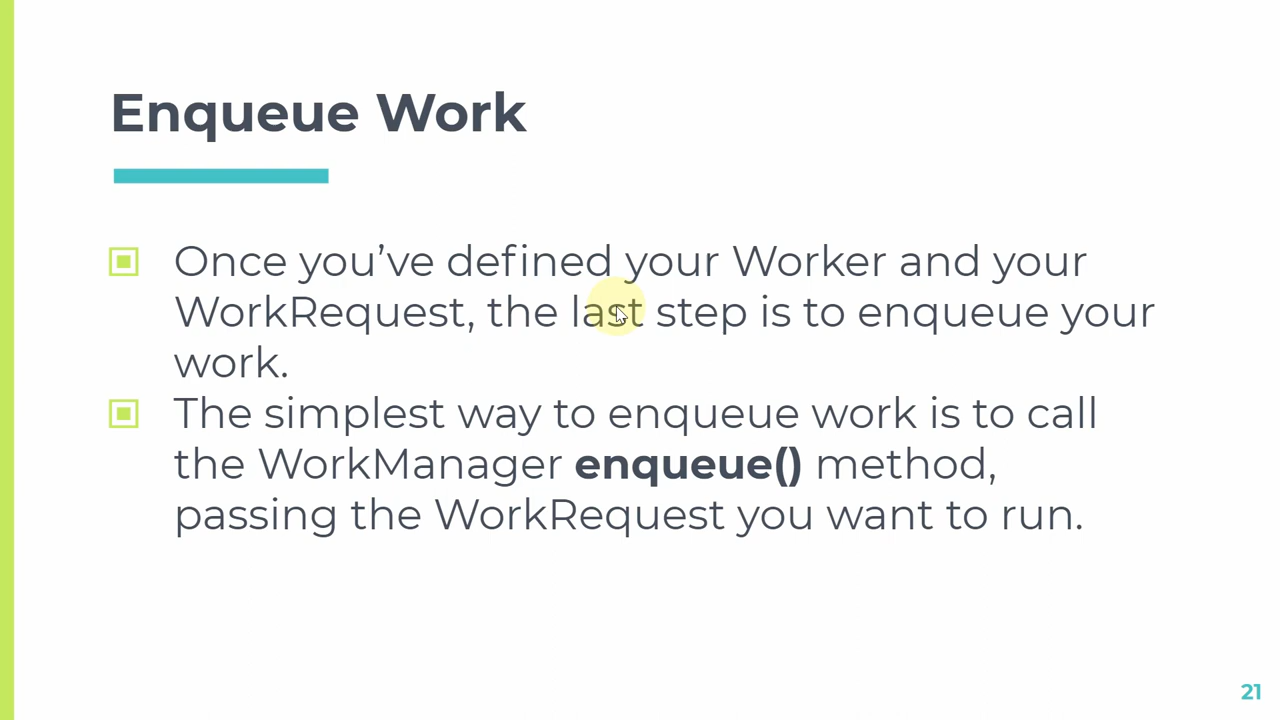 Enqueue Work
Once you’ve defined your Worker and your
WorkRequest, the last step is to enqueue your
work.
The simplest way to enqueue work is to call
the WorkManager enqueue() method,
passing the WorkRequest you want to run.
21